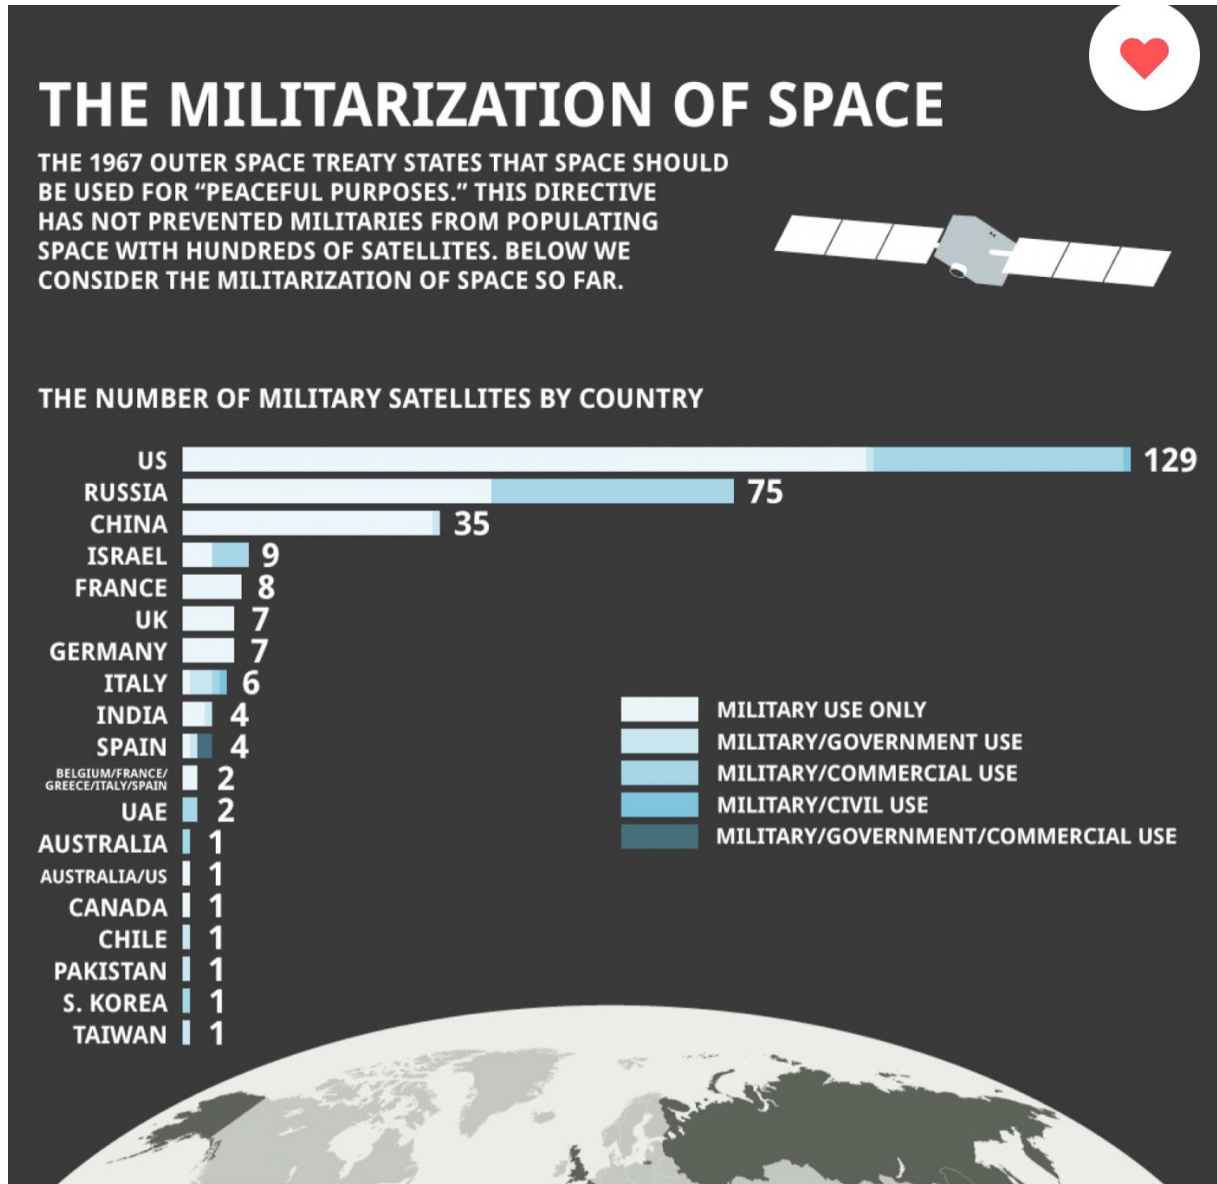 THE MILITARIZATION OF SPACE
THE 1967 OUTER SPACE TREATY STATES THAT SPACE SHOULD
BE USED FOR “PEACEFUL PURPOSES.” THIS DIRECTIVE
HAS NOT PREVENTED MILITARIES FROM POPULATING
SPACE WITH HUNDREDS OF SATELLITES. BELOW WE
CONSIDER THE MILITARIZATION OF SPACE SO FAR.
THE NUMBER OF MILITARY SATELLITES BY COUNTRY
US 129
RUSSIA 75
CHINA 35
ISRAEL 9
FRANCE 8
UK 7
GERMANY 7
ITALY 6
INDIA 4
SPAIN 4
BELGIUM/FRANCE/
GREECE/ITALY/SPAIN 2
UAE 2
AUSTRALIA 1
AUSTRALIA/US 1
CANADA 1
CHILE 1
PAKISTAN 1
S. KOREA 1
TAIWAN 1
MILITARY USE ONLY
MILITARY/GOVERNMENT USE
MILITARY/COMMERCIAL USE
MILITARY/CIVIL USE
MILITARY/GOVERNMENT/COMMERCIAL USE